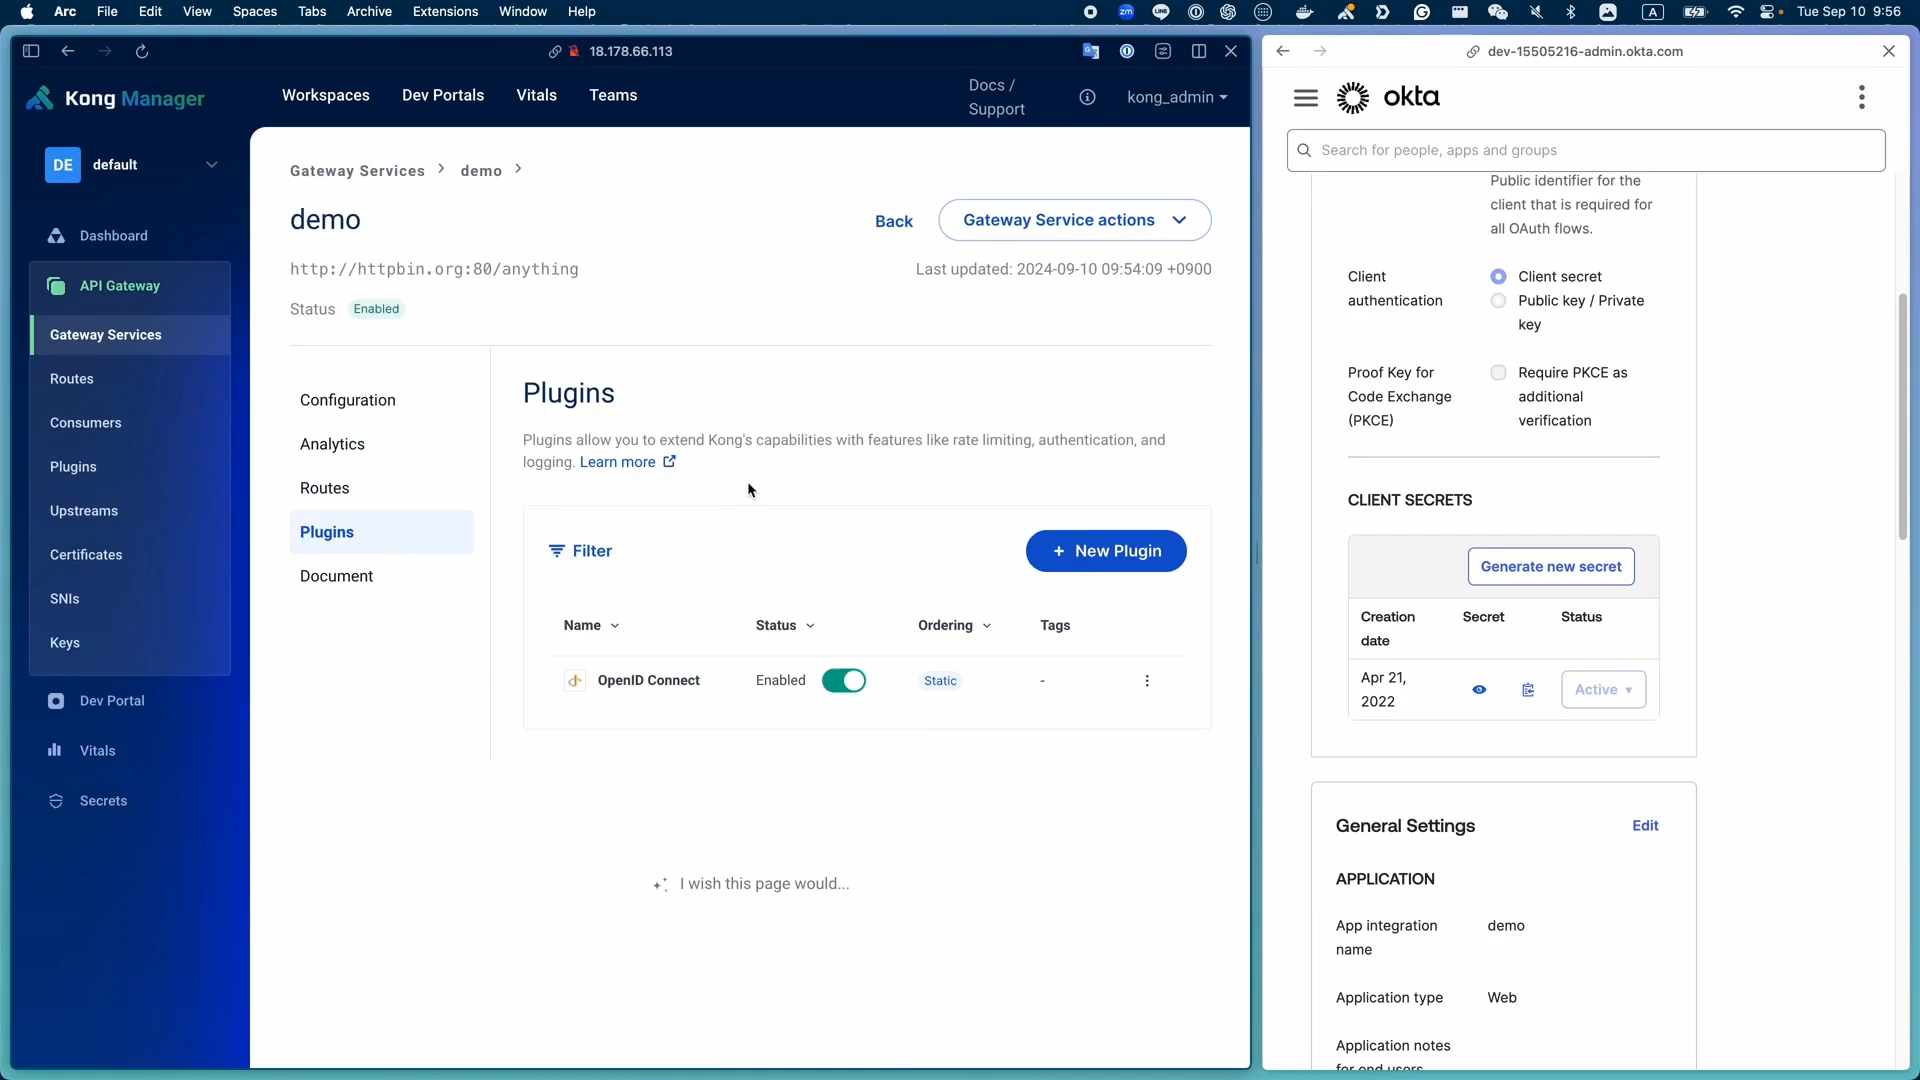 Arc File Edit View Spaces Tabs Archive Extensions Window Help
zm LINE A Tue Sep 10 9:56
18.178.66.113
Kong Manager
Workspaces Dev Portals Vitals Teams
Docs /
Support
kong_admin
DE default
Dashboard
API Gateway
Gateway Services
Routes
Consumers
Plugins
Upstreams
Certificates
SNIs
Keys
Dev Portal
Vitals
Secrets
Gateway Services > demo >
demo
Back
Gateway Service actions
http://httpbin.org:80/anything
Last updated: 2024-09-10 09:54:09 +0900
Status Enabled
Configuration
Analytics
Routes
Plugins
Document
Plugins
Plugins allow you to extend Kong's capabilities with features like rate limiting, authentication, and
logging. Learn more
Filter
+ New Plugin
Name Status Ordering Tags
OpenID Connect Enabled Static -
I wish this page would...
dev-15505216-admin.okta.com
okta
Search for people, apps and groups
Public identifier for the
client that is required for
all OAuth flows.
Client
authentication
Client secret
Public key / Private
key
Proof Key for
Code Exchange
(PKCE)
Require PKCE as
additional
verification
CLIENT SECRETS
Generate new secret
Creation
date
Secret
Status
Apr 21,
2022
Active
General Settings
Edit
APPLICATION
App integration
name
demo
Application type
Web
Application notes
for end users